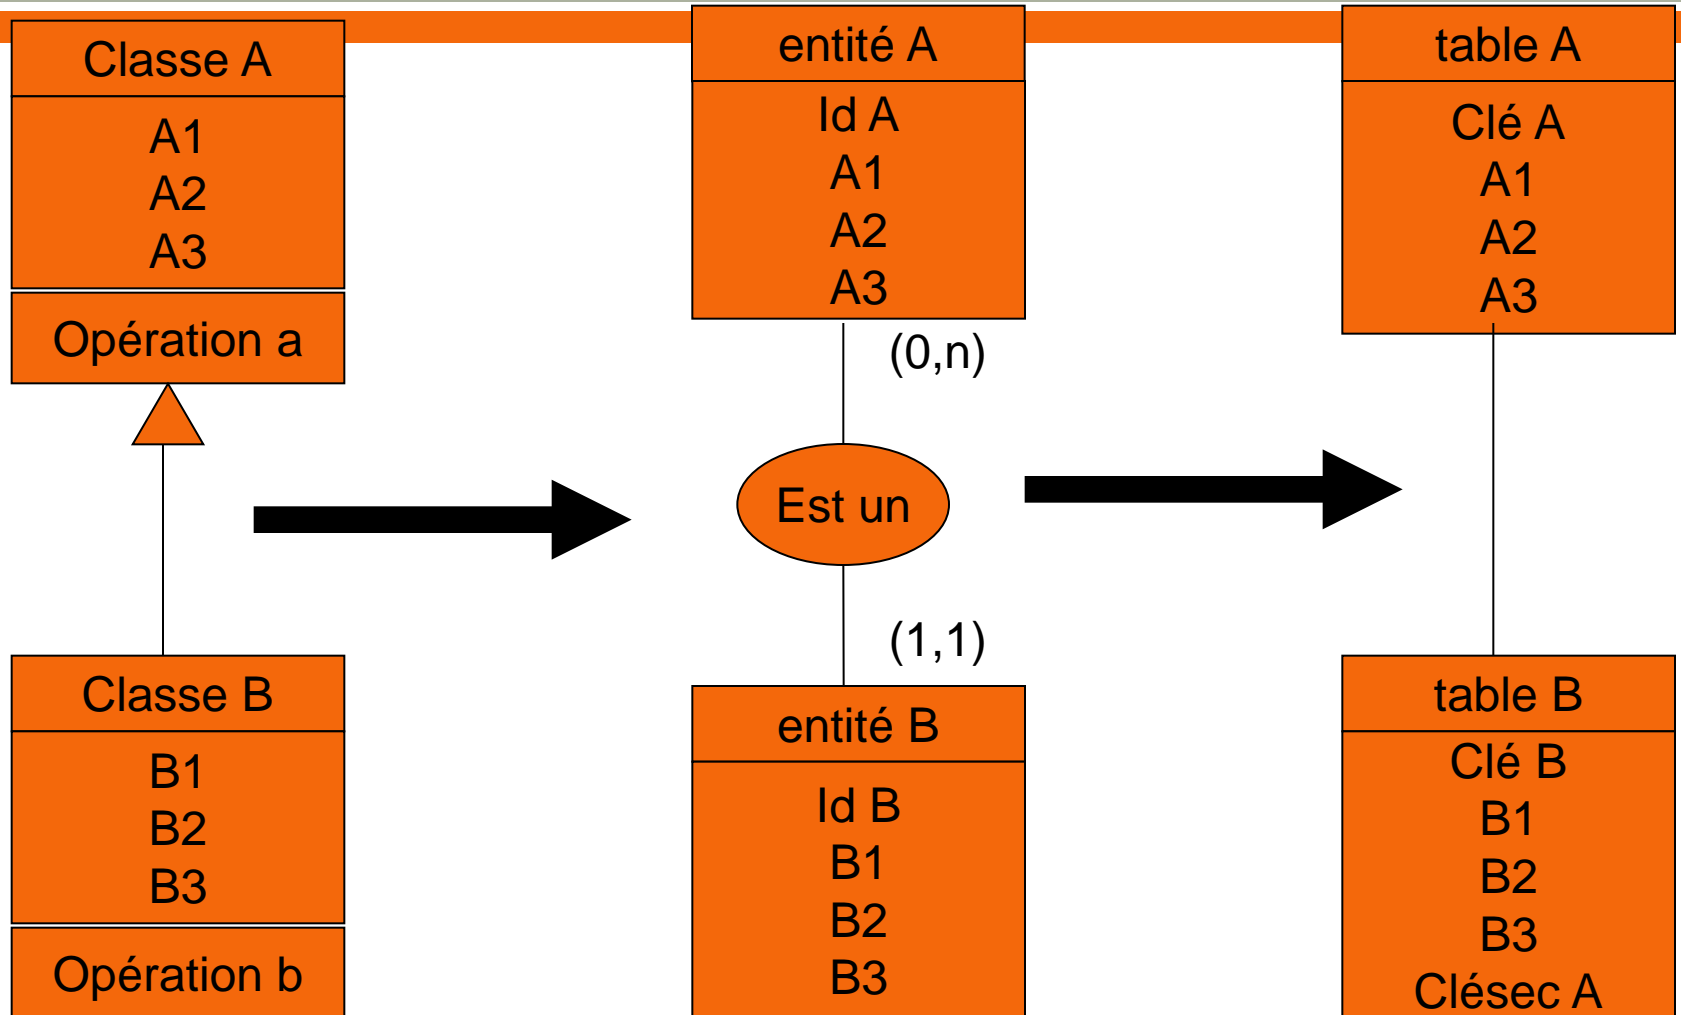 Classe A
A1
A2
A3
Opération a
Classe B
B1
B2
B3
Opération b
entité A
Id A
A1
A2
A3
(0,n)
Est un
(1,1)
entité B
Id B
B1
B2
B3
table A
Clé A
A1
A2
A3
table B
Clé B
B1
B2
B3
Clésec A